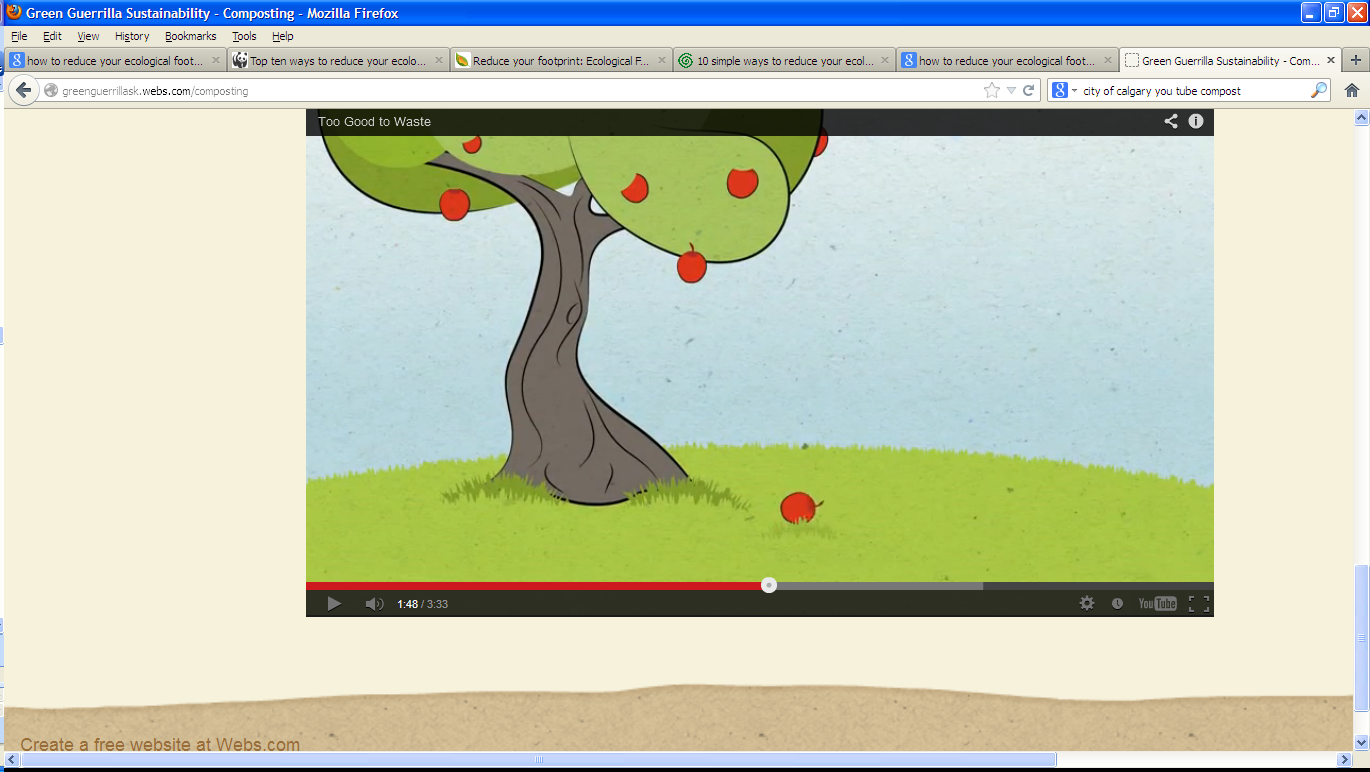 Green Guerrilla Sustainability - Composting - Mozilla Firefox
File Edit View History Bookmarks Tools Help
how to reduce your ecological foot... Top ten ways to reduce your ecolo... Reduce your footprint: Ecological F... 10 simple ways to reduce your ecol... how to reduce your ecological foot... Green Guerrilla Sustainability - Com...
greenguerrillask.webs.com/composting city of calgary you tube compost
Too Good to Waste
1:48 / 3:33 YouTube
Create a free website at Webs.com